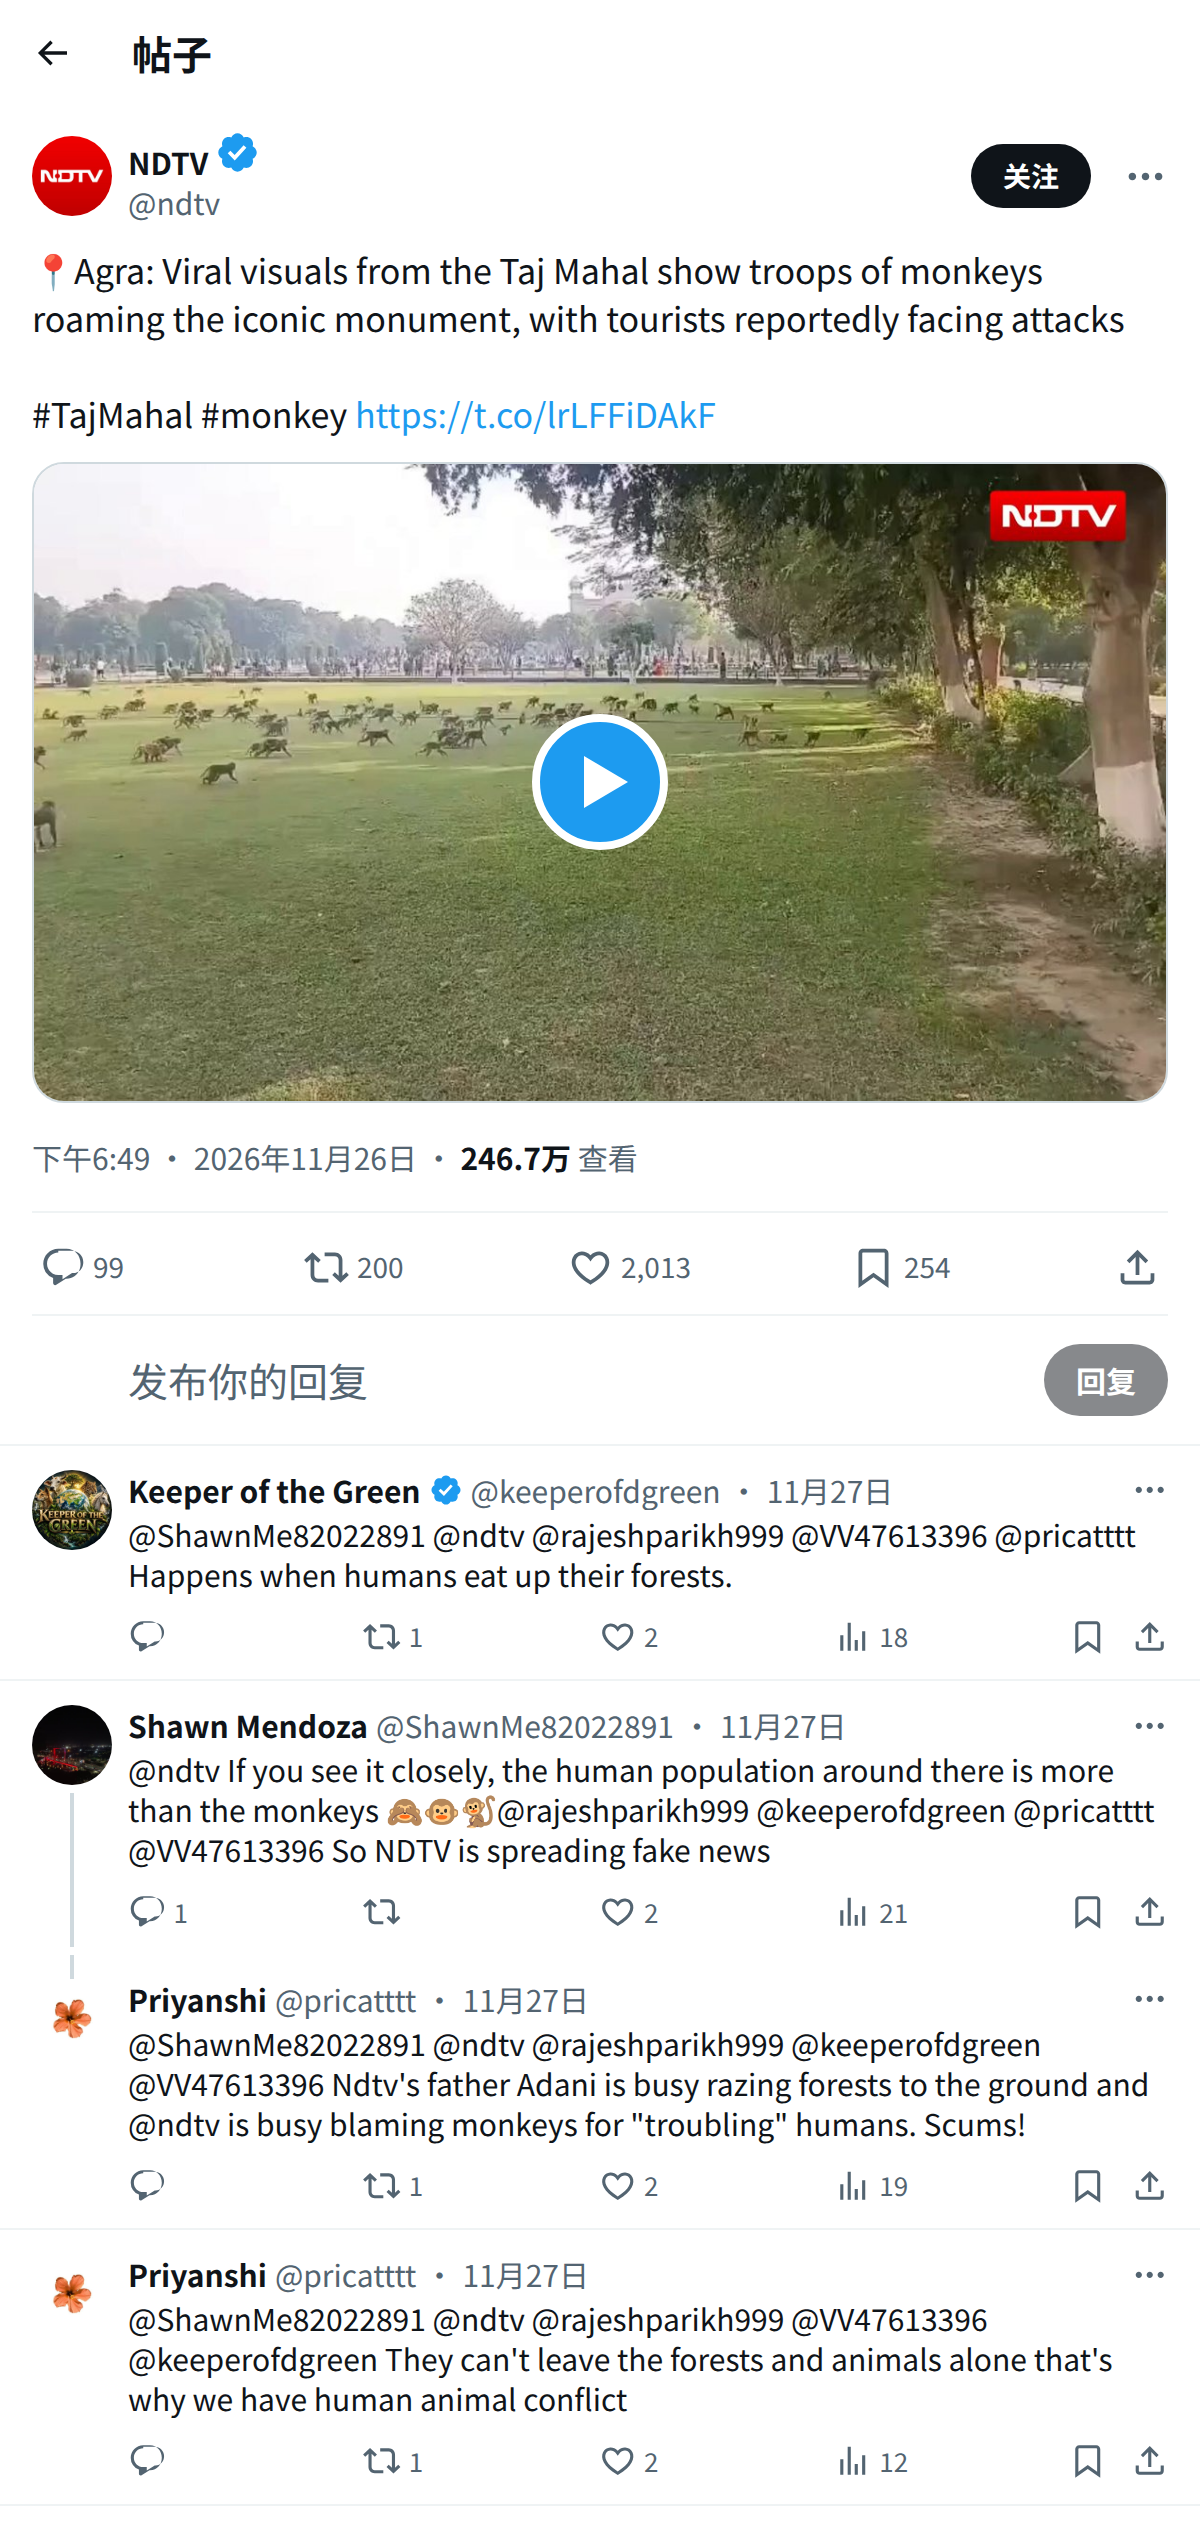 帖子
NDTV
NDTV
@ndtv
关注
📍Agra: Viral visuals from the Taj Mahal show troops of monkeys
roaming the iconic monument, with tourists reportedly facing attacks
#TajMahal #monkey https://t.co/lrLFFiDAkF
NDTV
下午6:49 · 2026年11月26日 · 246.7万 查看
99 200 2,013 254
发布你的回复
回复
KEEPER OF THE
GREEN
Keeper of the Green @keeperofdgreen · 11月27日
@ShawnMe82022891 @ndtv @rajeshparikh999 @VV47613396 @pricatttt
Happens when humans eat up their forests.
1 2 18
Shawn Mendoza @ShawnMe82022891 · 11月27日
@ndtv If you see it closely, the human population around there is more
than the monkeys 🙈🐵🐒@rajeshparikh999 @keeperofdgreen @pricatttt
@VV47613396 So NDTV is spreading fake news
1 2 21
Priyanshi @pricatttt · 11月27日
@ShawnMe82022891 @ndtv @rajeshparikh999 @keeperofdgreen
@VV47613396 Ndtv's father Adani is busy razing forests to the ground and
@ndtv is busy blaming monkeys for "troubling" humans. Scums!
1 2 19
Priyanshi @pricatttt · 11月27日
@ShawnMe82022891 @ndtv @rajeshparikh999 @VV47613396
@keeperofdgreen They can't leave the forests and animals alone that's
why we have human animal conflict
1 2 12